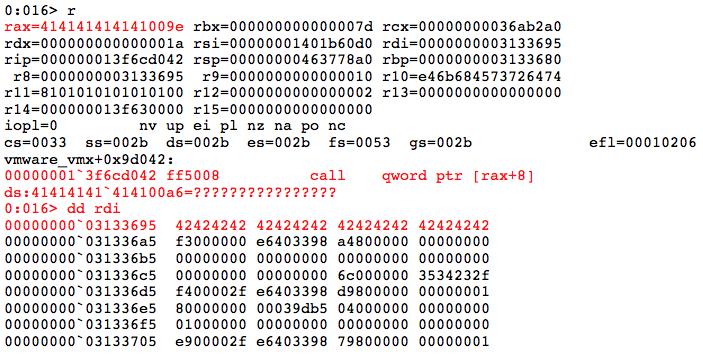 0:016> r
rax=414141414141009e rbx=000000000000007d rcx=00000000036ab2a0
rdx=000000000000001a rsi=00000001401b60d0 rdi=0000000003133695
rip=000000013f6cd042 rsp=00000000463778a0 rbp=0000000003133680
r8=0000000003133695 r9=0000000000000010 r10=e46b684573726474
r11=8101010101010100 r12=0000000000000002 r13=0000000000000000
r14=000000013f630000 r15=0000000000000000
iopl=0 nv up ei pl nz na po nc
cs=0033 ss=002b ds=002b es=002b fs=0053 gs=002b efl=00010206
vmware_vmx+0x9d042:
00000001`3f6cd042 ff5008 call qword ptr [rax+8]
ds:41414141`414100a6=????????????????
0:016> dd rdi
00000000`03133695 42424242 42424242 42424242 42424242
00000000`031336a5 f3000000 e6403398 a4800000 00000000
00000000`031336b5 00000000 00000000 00000000 00000000
00000000`031336c5 00000000 00000000 6c000000 3534232f
00000000`031336d5 f400002f e6403398 d9800000 00000001
00000000`031336e5 80000000 00039db5 04000000 00000000
00000000`031336f5 01000000 00000000 00000000 00000000
00000000`03133705 e900002f e6403398 79800000 00000001